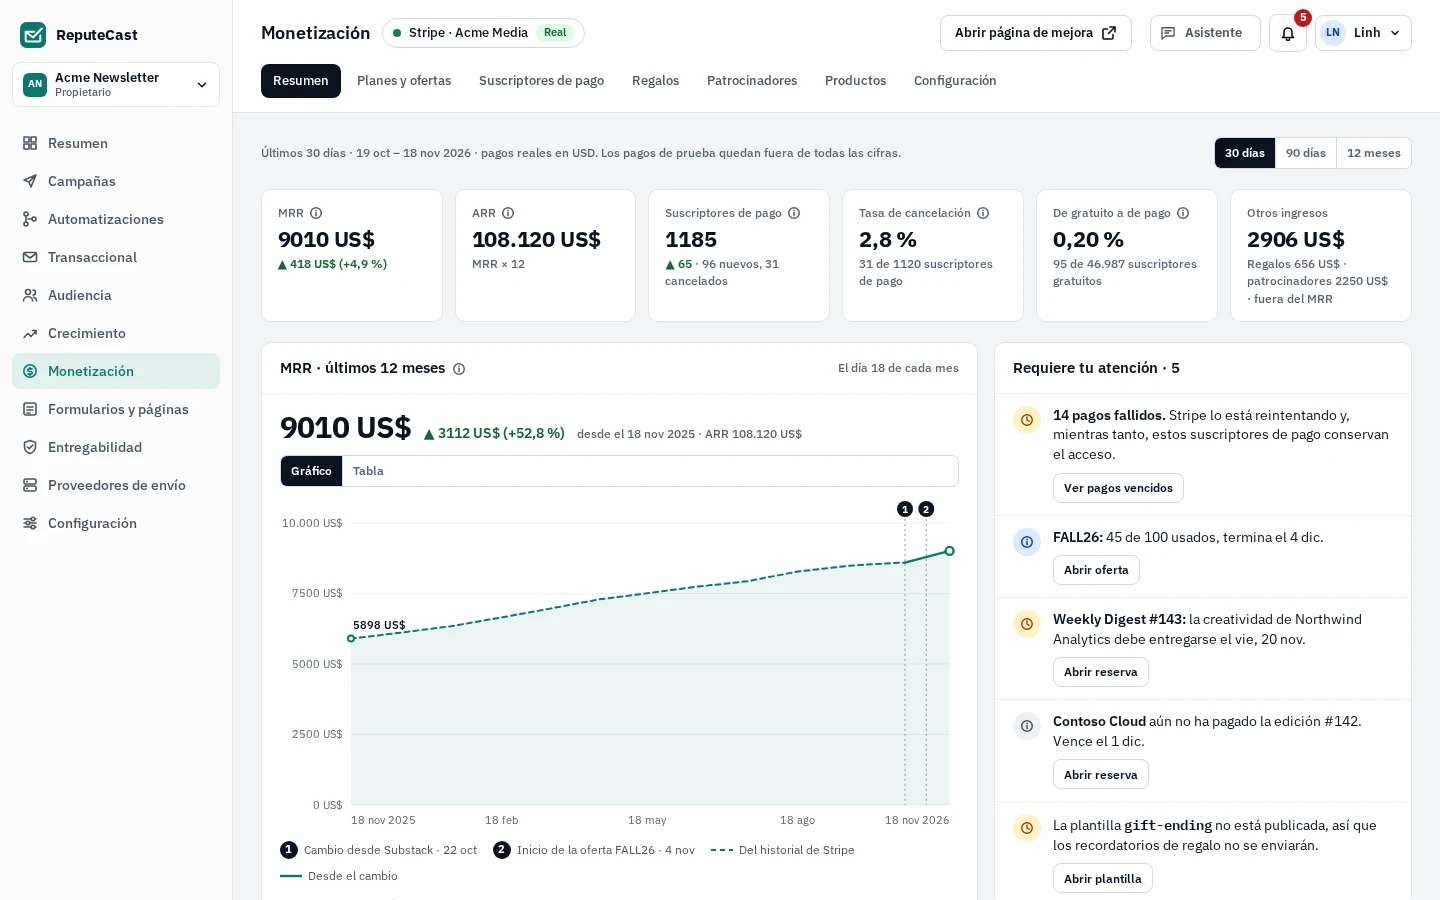 ReputeCast
AN
Acme Newsletter
Propietario
Resumen
Campañas
Automatizaciones
Transaccional
Audiencia
Crecimiento
Monetización
Formularios y páginas
Entregabilidad
Proveedores de envío
Configuración
Monetización
Stripe · Acme Media Real
Abrir página de mejora
Asistente
5
LN Linh
Resumen Planes y ofertas Suscriptores de pago Regalos Patrocinadores Productos Configuración
Últimos 30 días · 19 oct – 18 nov 2026 · pagos reales en USD. Los pagos de prueba quedan fuera de todas las cifras.
30 días 90 días 12 meses
MRR
9010 US$
▲ 418 US$ (+4,9 %)
ARR
108.120 US$
MRR × 12
Suscriptores de pago
1185
▲ 65 · 96 nuevos, 31
cancelados
Tasa de cancelación
2,8 %
31 de 1120 suscriptores
de pago
De gratuito a de pago
0,20 %
95 de 46.987 suscriptores
gratuitos
Otros ingresos
2906 US$
Regalos 656 US$ ·
patrocinadores 2250 US$
· fuera del MRR
MRR · últimos 12 meses
El día 18 de cada mes
9010 US$ ▲ 3112 US$ (+52,8 %) desde el 18 nov 2025 · ARR 108.120 US$
Gráfico Tabla
1 2
10.000 US$
7500 US$
5898 US$
5000 US$
2500 US$
0 US$
18 nov 2025 18 feb 18 may 18 ago 18 nov 2026
1 Cambio desde Substack · 22 oct 2 Inicio de la oferta FALL26 · 4 nov Del historial de Stripe
Desde el cambio
Requiere tu atención · 5
14 pagos fallidos. Stripe lo está reintentando y,
mientras tanto, estos suscriptores de pago conservan
el acceso.
Ver pagos vencidos
FALL26: 45 de 100 usados, termina el 4 dic.
Abrir oferta
Weekly Digest #143: la creatividad de Northwind
Analytics debe entregarse el vie, 20 nov.
Abrir reserva
Contoso Cloud aún no ha pagado la edición #142.
Vence el 1 dic.
Abrir reserva
La plantilla gift-ending no está publicada, así que
los recordatorios de regalo no se enviarán.
Abrir plantilla